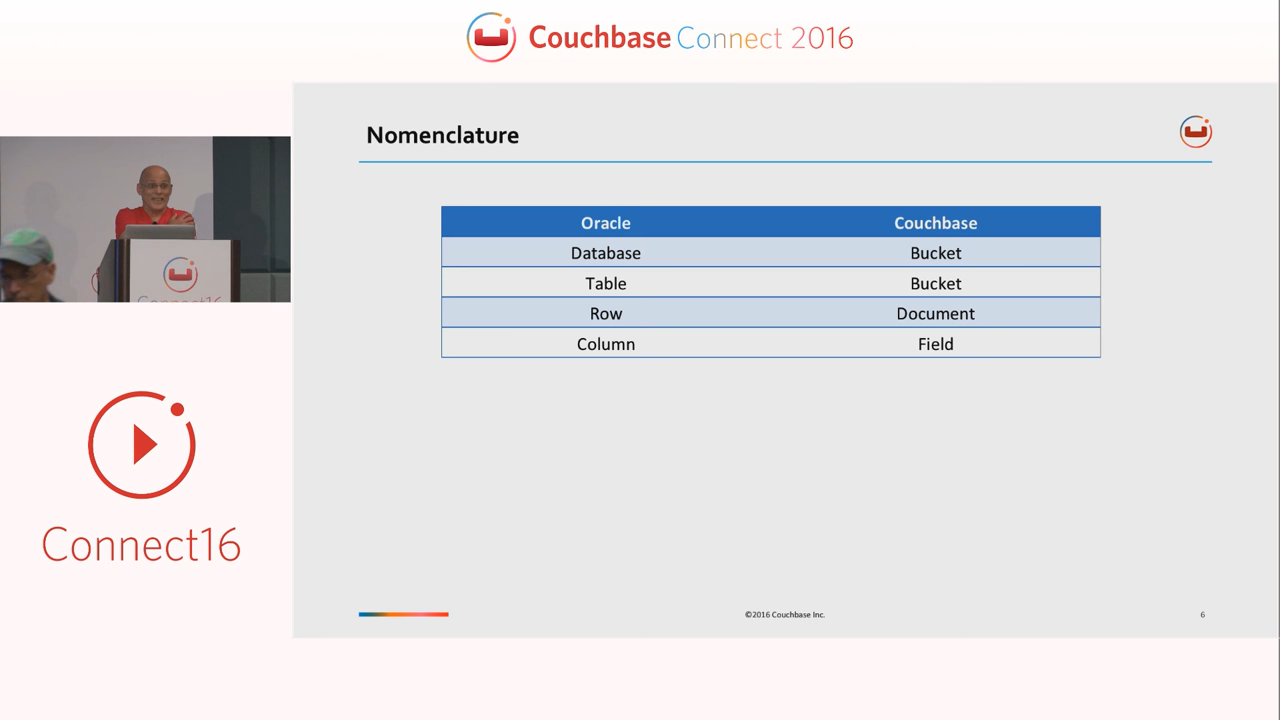 Couchbase Connect 2016
Nomenclature
Oracle Couchbase
Database Bucket
Table Bucket
Row Document
Column Field
Connect16
Connect16
©2016 Couchbase Inc.
6